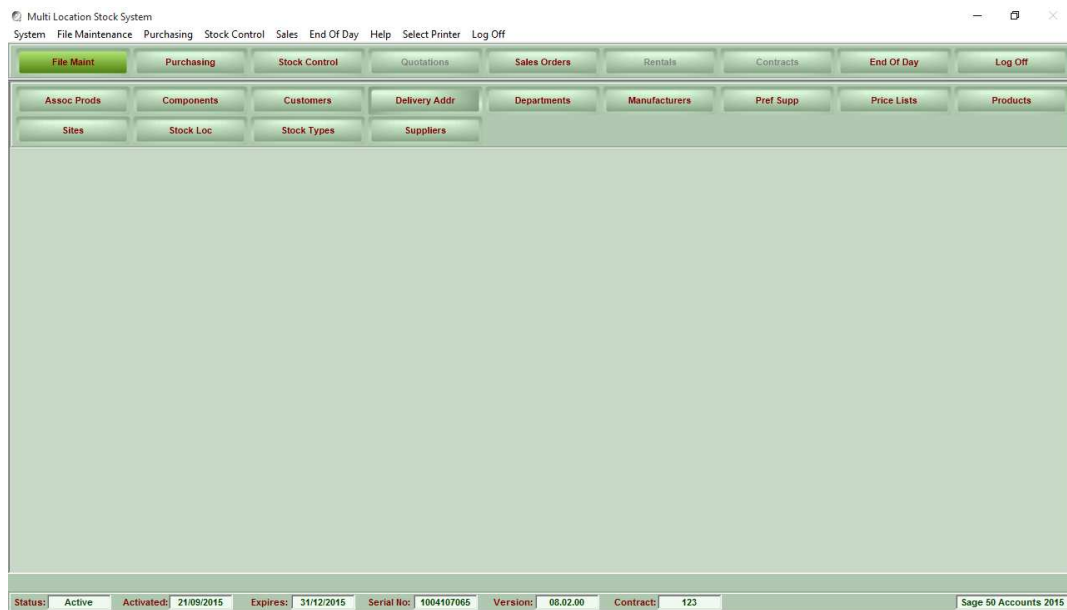 Multi Location Stock System
System File Maintenance Purchasing Stock Control Sales End Of Day Help Select Printer Log Off
File Maint Purchasing Stock Control Quotations Sales Orders Rentals Contracts End Of Day Log Off
Assoc Prods Components Customers Delivery Addr Departments Manufacturers Pref Supp Price Lists Products
Sites Stock Loc Stock Types Suppliers
Status: Active Activated: 21/09/2015 Expires: 31/12/2015 Serial No: 1004107065 Version: 08.02.00 Contract: 123 Sage 50 Accounts 2015